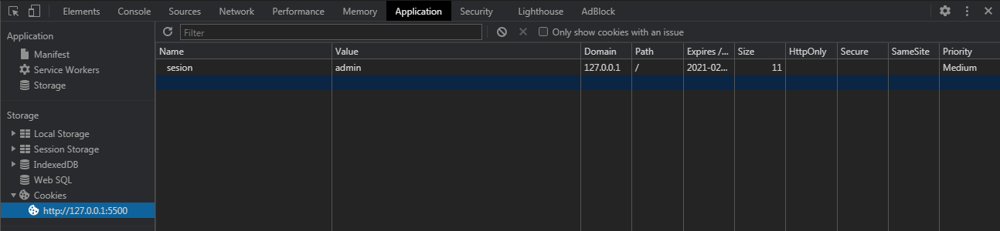 Elements Console Sources Network Performance Memory Application Security Lighthouse AdBlock
Application
Manifest
Service Workers
Storage
Storage
Local Storage
Session Storage
IndexedDB
Web SQL
Cookies
http://127.0.0.1:5500
Filter Only show cookies with an issue
Name Value Domain Path Expires /... Size HttpOnly Secure SameSite Priority
sesion admin 127.0.0.1 / 2021-02... 11 Medium